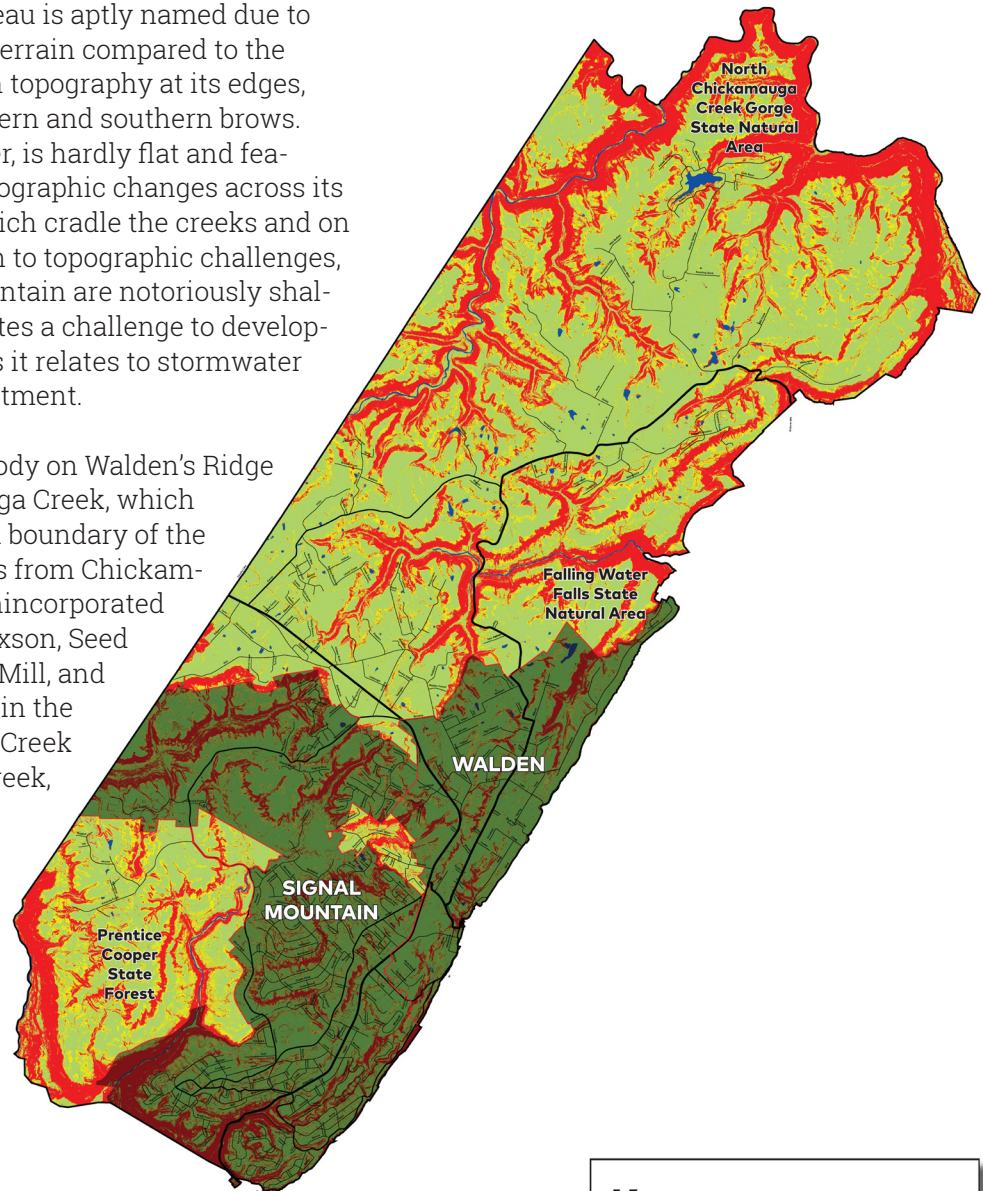 eau is aptly named due to
errain compared to the
n topography at its edges,
ern and southern brows.
er, is hardly flat and fea-
ographic changes across its
ich cradle the creeks and on
n to topographic challenges,
ntain are notoriously shal-
tes a challenge to develop-
s it relates to stormwater
tment.
ody on Walden's Ridge
ga Creek, which
n boundary of the
s from Chickam-
nincorporated
xson, Seed
Mill, and
in the
Creek
reek,
North
Chickamauga
Creek Gorge
State Natural
Area
Falling Water
Falls State
Natural Area
WALDEN
SIGNAL
MOUNTAIN
Prentice
Cooper
State
Forest